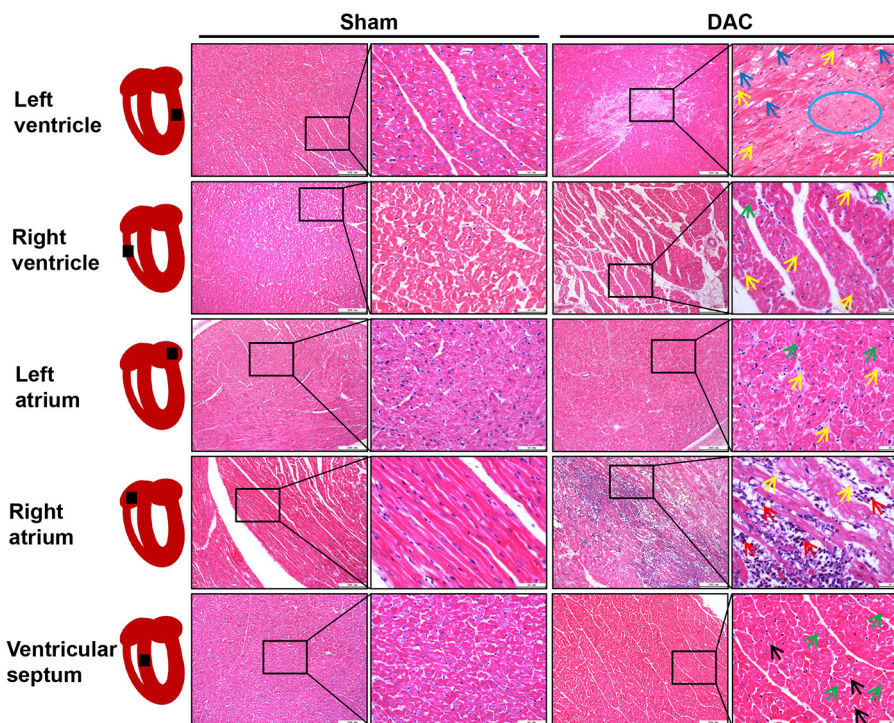 Sham
DAC
Left
ventricle
Right
ventricle
Left
atrium
Right
atrium
Ventricular
septum